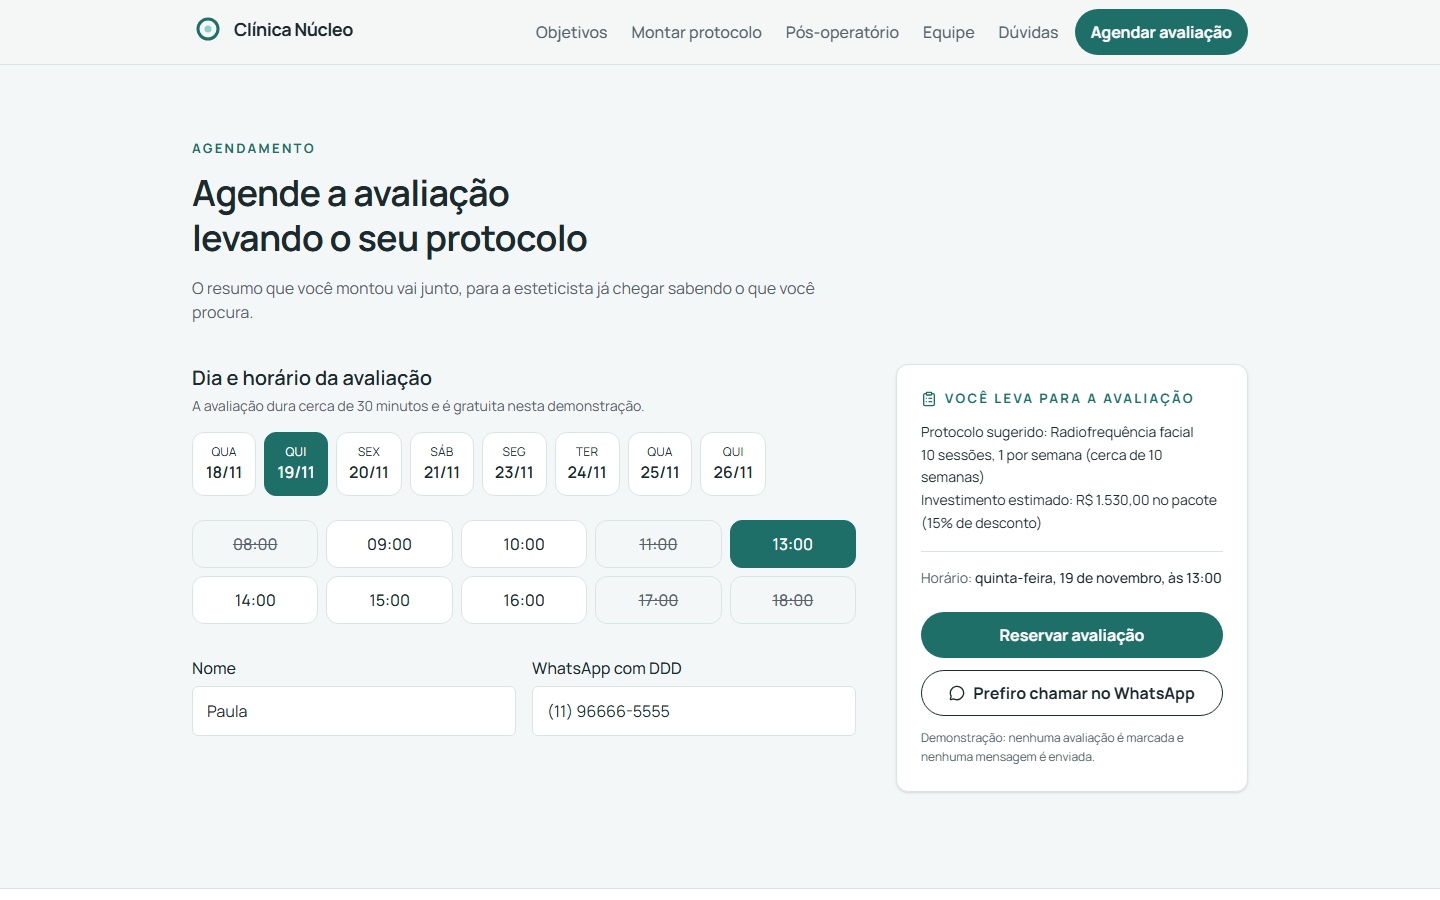 Clínica Núcleo
Objetivos
Montar protocolo
Pós-operatório
Equipe
Dúvidas
Agendar avaliação
AGENDAMENTO
Agende a avaliação
levando o seu protocolo
O resumo que você montou vai junto, para a esteticista já chegar sabendo o que você
procura.
Dia e horário da avaliação
A avaliação dura cerca de 30 minutos e é gratuita nesta demonstração.
QUA
18/11
QUI
19/11
SEX
20/11
SÁB
21/11
SEG
23/11
TER
24/11
QUA
25/11
QUI
26/11
08:00
09:00
10:00
11:00
13:00
14:00
15:00
16:00
17:00
18:00
Nome
Paula
WhatsApp com DDD
(11) 96666-5555
VOCÊ LEVA PARA A AVALIAÇÃO
Protocolo sugerido: Radiofrequência facial
10 sessões, 1 por semana (cerca de 10
semanas)
Investimento estimado: R$ 1.530,00 no pacote
(15% de desconto)
Horário: quinta-feira, 19 de novembro, às 13:00
Reservar avaliação
Prefiro chamar no WhatsApp
Demonstração: nenhuma avaliação é marcada e
nenhuma mensagem é enviada.